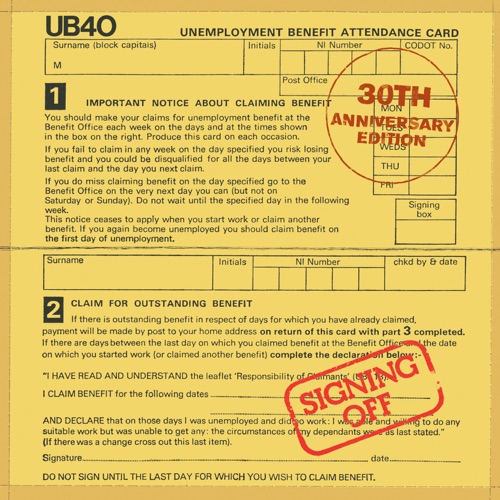 UB40
UNEMPLOYMENT BENEFIT ATTENDANCE CARD
Surname (block capitals) Initials NI Number CODOT No.
M
Post Office
30TH
ANNIVERSARY
EDITION
MON
TUES
WEDS
THU
FRI
1 IMPORTANT NOTICE ABOUT CLAIMING BENEFIT
You should make your claims for unemployment benefit at the
Benefit Office each week on the days and at the times shown
in the box on the right. Produce this card on each occasion.
If you fail to claim in any week on the day specified you risk losing
benefit and you could be disqualified for all the days between your
last claim and the day you next claim.
If you do miss claiming benefit on the day specified go to the
Benefit Office on the very next day you can (but not on
Saturday or Sunday). Do not wait until the specified day in the following
week.
This notice ceases to apply when you start work or claim another
benefit. If you again become unemployed you should claim benefit on
the first day of unemployment.
Signing
box
Surname Initials NI Number chkd by & date
2 CLAIM FOR OUTSTANDING BENEFIT
If there is outstanding benefit in respect of days for which you have already claimed,
payment will be made by post to your home address on return of this card with part 3 completed.
If there are days between the last day on which you claimed benefit at the Benefit Office and the date
on which you started work (or claimed another benefit) complete the declaration below:-
"I HAVE READ AND UNDERSTAND the leaflet 'Responsibility of Claimants'
I CLAIM BENEFIT for the following dates
SIGNING
OFF
AND DECLARE that on those days I was unemployed and did no work: I was able and willing to do any
suitable work but was unable to get any: the circumstances of my dependants were as last stated."
(If there was a change cross out this last item).
Signature date
DO NOT SIGN UNTIL THE LAST DAY FOR WHICH YOU WISH TO CLAIM BENEFIT.